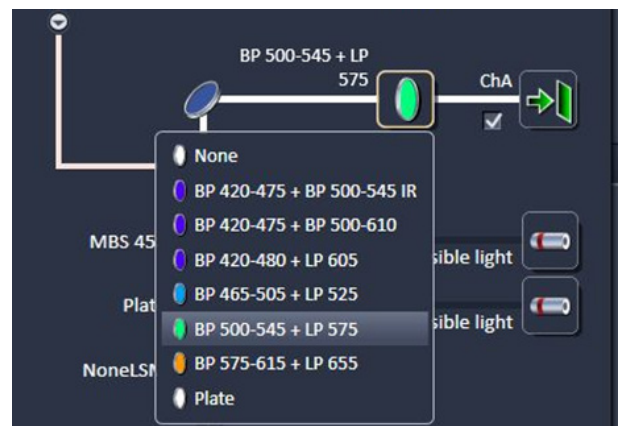 BP 500-545 + LP
575
ChA
None
BP 420-475 + BP 500-545 IR
BP 420-475 + BP 500-610
MBS 45
BP 420-480 + LP 605
sible light
BP 465-505 + LP 525
Plat
BP 500-545 + LP 575
sible light
BP 575-615 + LP 655
NoneLSM
Plate